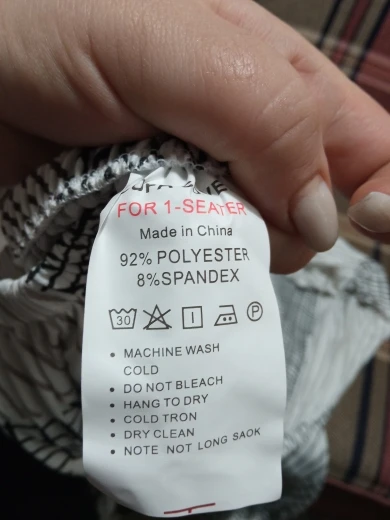 FOR 1-SEATER
Made in China
92% POLYESTER
8%SPANDEX
30 P
• MACHINE WASH
COLD
• DO NOT BLEACH
• HANG TO DRY
• COLD TRON
• DRY CLEAN
• NOTE NOT LONG SAOK